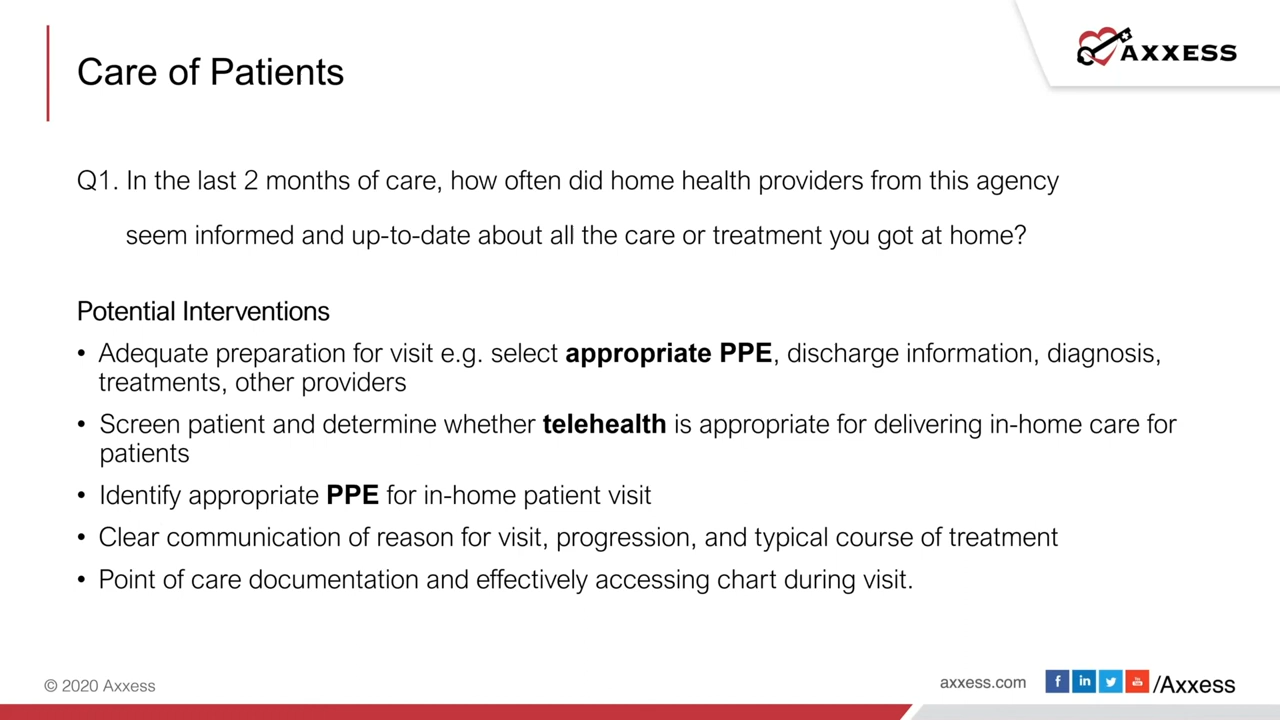 AXXESS
Care of Patients
Q1. In the last 2 months of care, how often did home health providers from this agency
seem informed and up-to-date about all the care or treatment you got at home?
Potential Interventions
• Adequate preparation for visit e.g. select appropriate PPE, discharge information, diagnosis,
treatments, other providers
• Screen patient and determine whether telehealth is appropriate for delivering in-home care for
patients
• Identify appropriate PPE for in-home patient visit
• Clear communication of reason for visit, progression, and typical course of treatment
• Point of care documentation and effectively accessing chart during visit.
© 2020 Axxess
axxess.com f in /Axxess